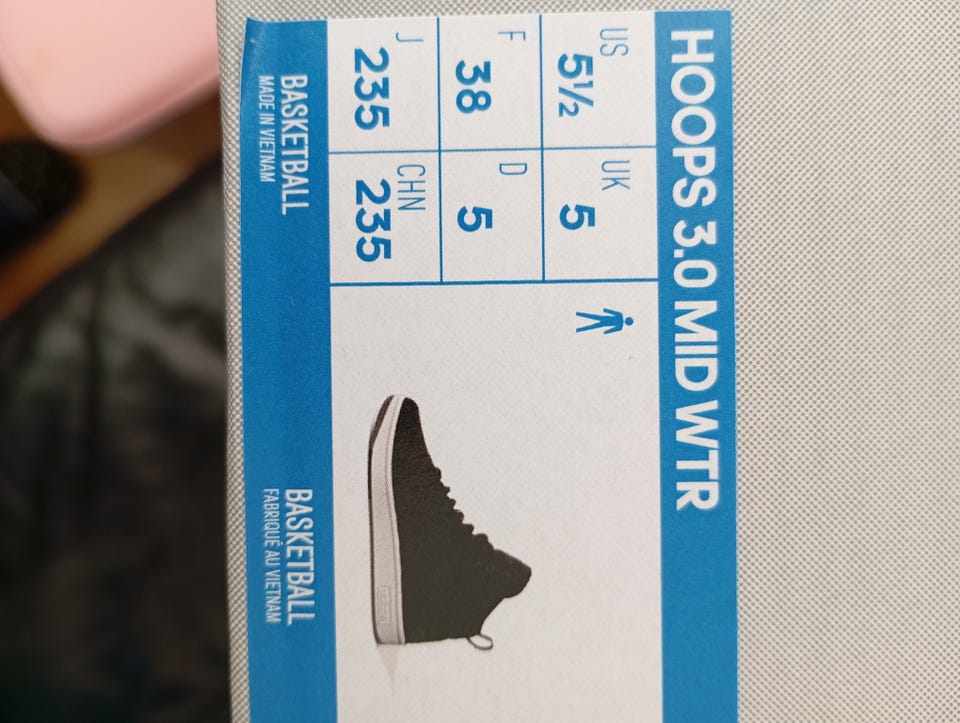 HOOPS 3.0 MID WTR
US 5½ UK 5
F 38 D 5
J 235 CHN 235
BASKETBALL BASKETBALL
MADE IN VIETNAM FABRIQUÉ AU VIETNAM